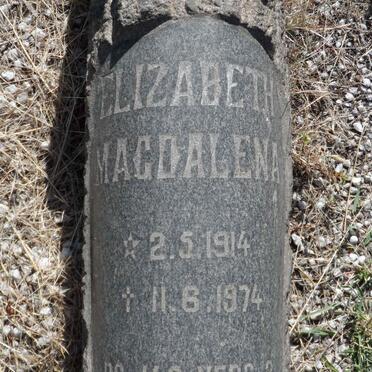 ELIZABETH
MAGDALENA
☆ 2.5.1914
† 11.6.1974